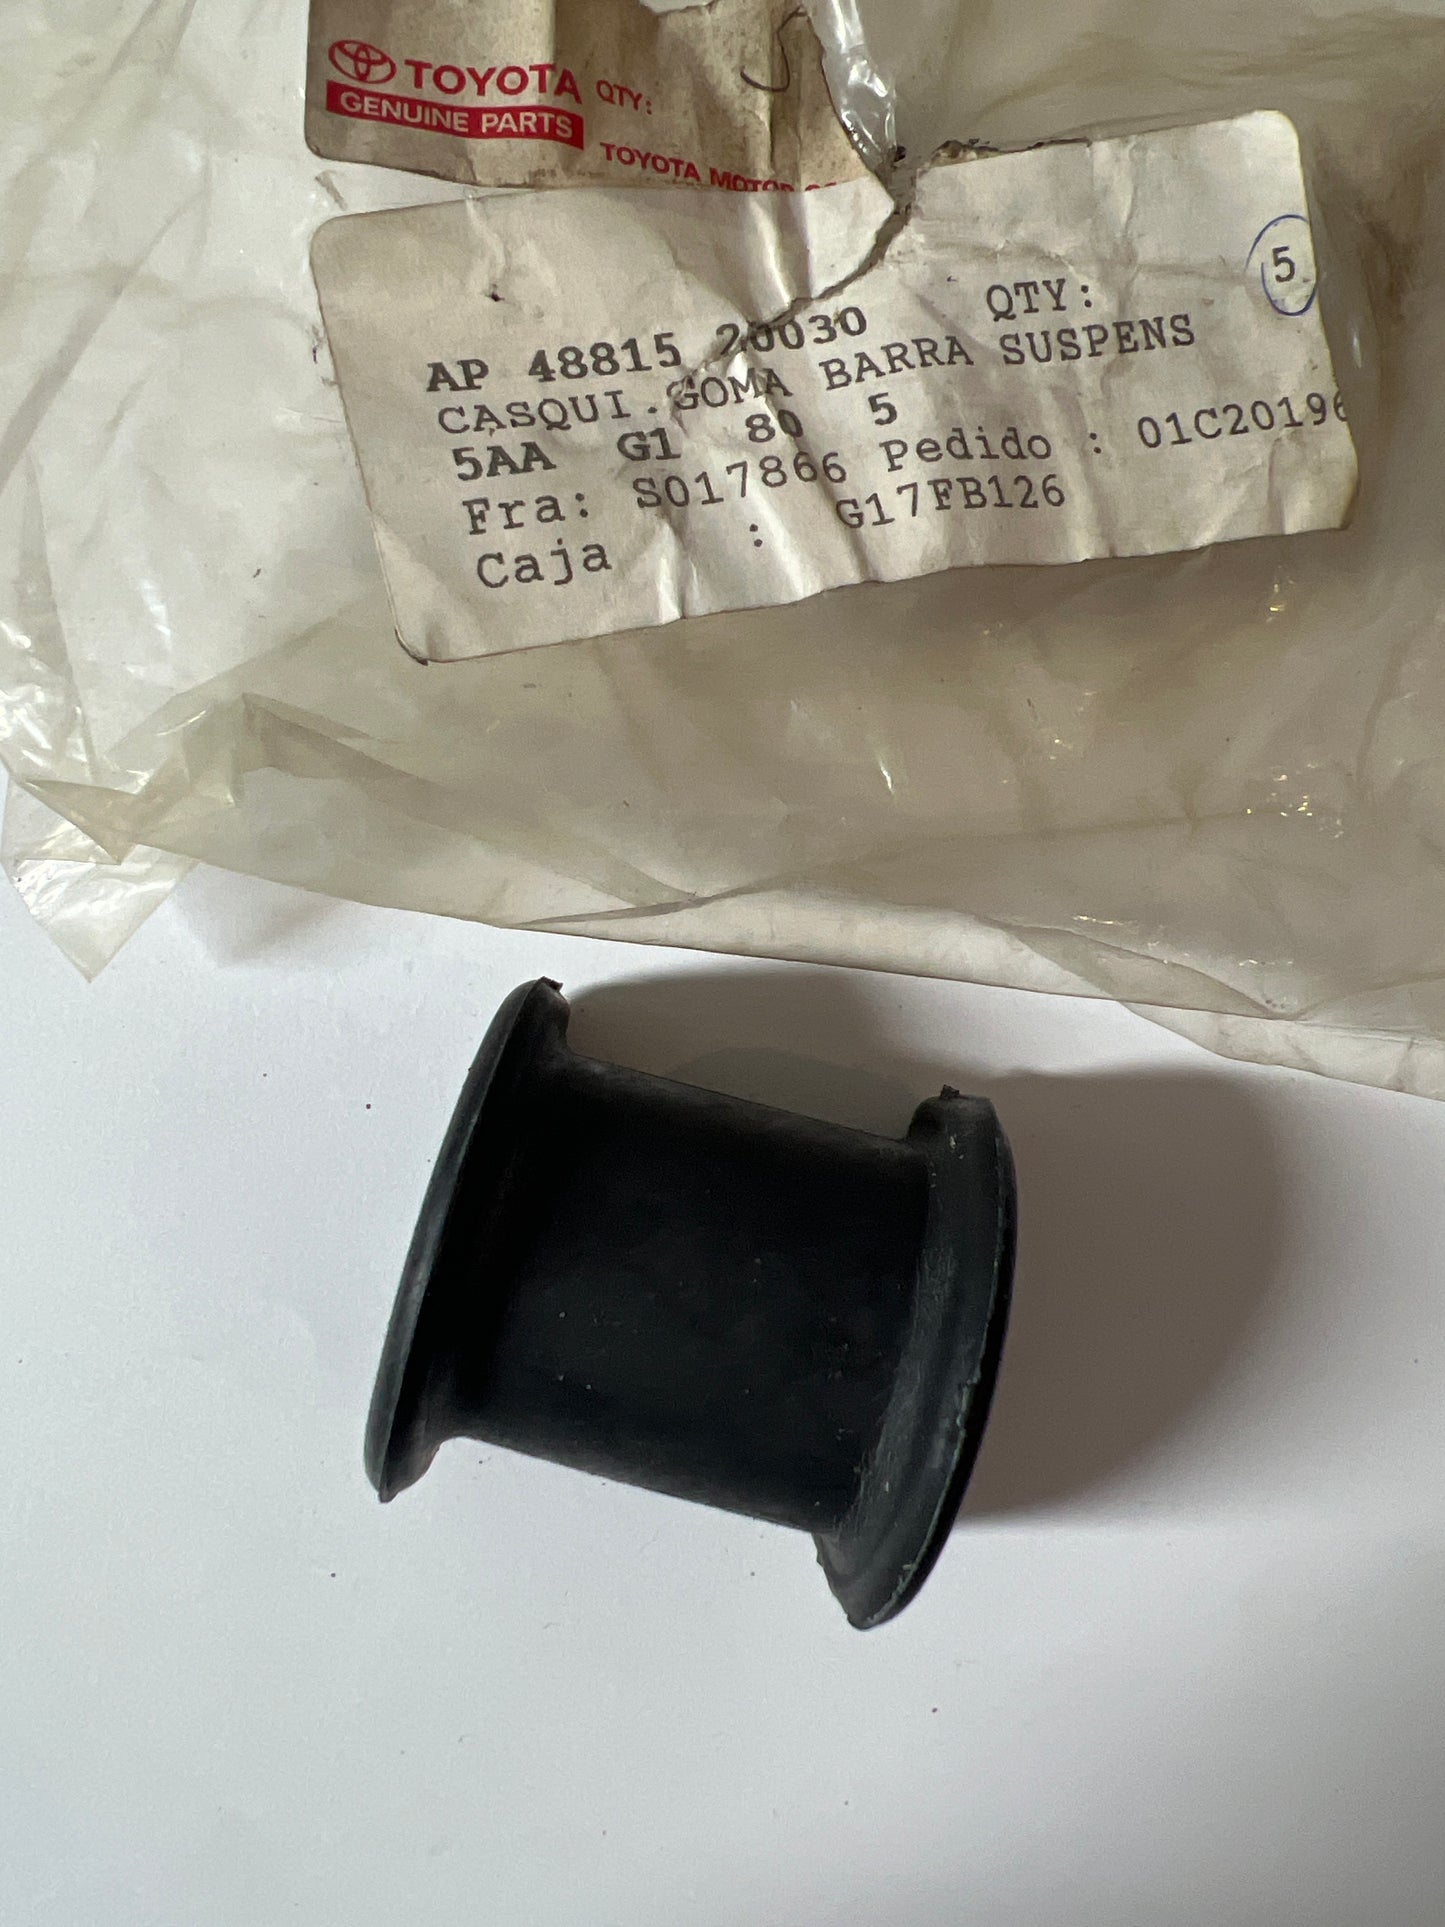 TOYOTA QTY:
GENUINE PARTS
TOYOTA MOTOR
QTY: 5
AP 48815 20030
CASQUI.GOMA BARRA SUSPENS
5AA G1 80 5
Fra: S017866 Pedido : 01C20196
Caja : G17FB126